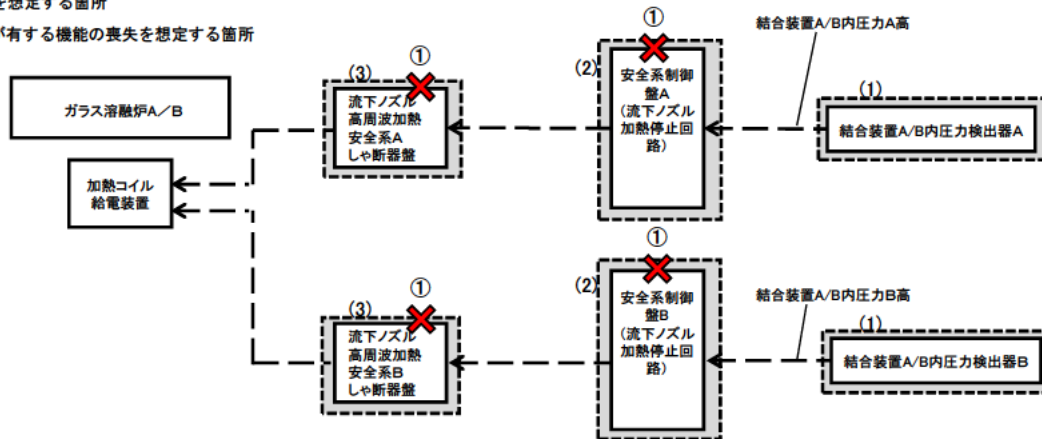 を想定する箇所
が有する機能の喪失を想定する箇所
ガラス溶融炉A/B
加熱コイル
給電装置
(3)
①
流下ノズル
高周波加熱
安全系A
しゃ断器盤
(2)
①
安全系制御
盤A
(流下ノズル
加熱停止回
路)
結合装置A/B内圧力A高
(1)
結合装置A/B内圧力検出器A
(3)
①
流下ノズル
高周波加熱
安全系B
しゃ断器盤
(2)
①
安全系制御
盤B
(流下ノズル
加熱停止回
路)
結合装置A/B内圧力B高
(1)
結合装置A/B内圧力検出器B